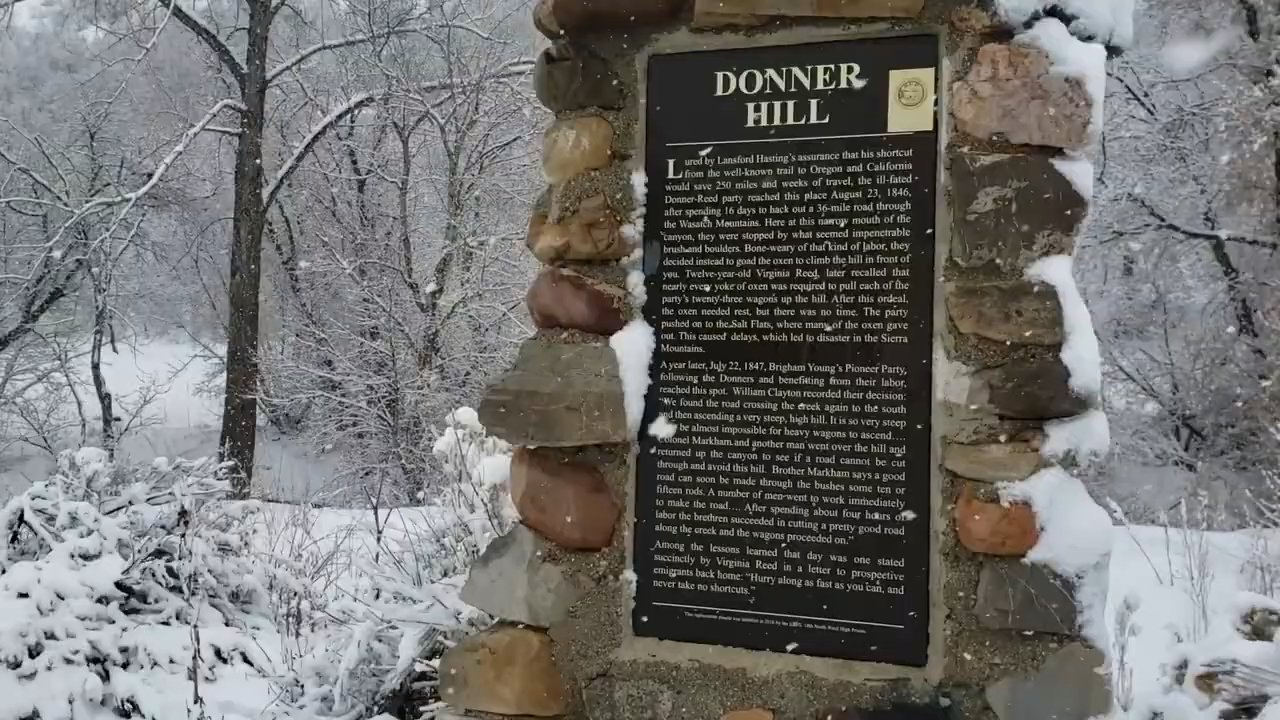 DONNER
HILL
Lured by Lansford Hasting's assurance that his shortcut
from the well-known trail to Oregon and California
would save 250 miles and weeks of travel, the ill-fated
Donner-Reed party reached this place August 23, 1846,
after spending 16 days to hack out a 36-mile road through
the Wasatch Mountains. Here at this narrow mouth of the
canyon, they were stopped by what seemed impenetrable
brush and boulders. Bone-weary of that kind of labor, they
decided instead to goad the oxen to climb the hill in front of
you. Twelve-year-old Virginia Reed, later recalled that
nearly every yoke of oxen was required to pull each of the
party's twenty-three wagons up the hill. After this ordeal,
the oxen needed rest, but there was no time. The party
pushed on to the Salt Flats, where many of the oxen gave
out. This caused delays, which led to disaster in the Sierra
Mountains.
A year later, July 22, 1847, Brigham Young's Pioneer Party,
following the Donners and benefitting from their labor,
reached this spot. William Clayton recorded their decision:
"We found the road crossing the creek again to the south
and then ascending a very steep, high hill. It is so very steep
be almost impossible for heavy wagons to ascend....
Colonel Markham and another man went over the hill and
returned up the canyon to see if a road cannot be cut
through and avoid this hill. Brother Markham says a good
road can soon be made through the bushes some ten or
fifteen rods. A number of men went to work immediately
to make the road.... After spending about four hours of
labor the brethren succeeded in cutting a pretty good road
along the creek and the wagons proceeded on."
Among the lessons learned that day was one stated
succinctly by Virginia Reed in a letter to prospective
emigrants back home: "Hurry along as fast as you can, and
never take no shortcuts."